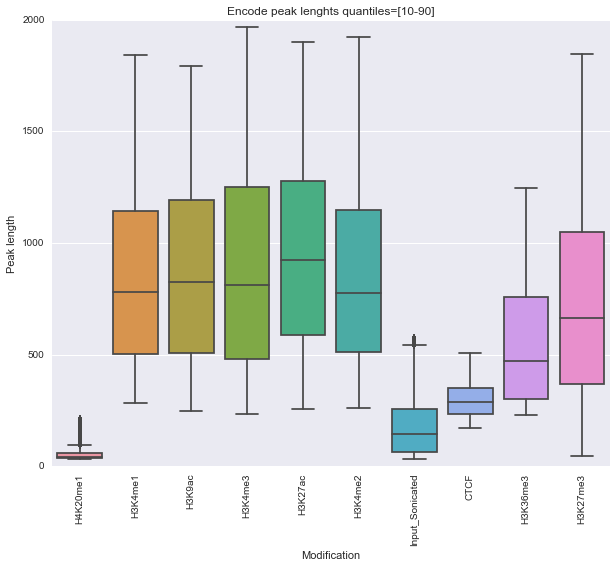 Encode peak lenghts quantiles=[10-90]
2000
1500
1000
500
0
Peak length
H4K20me1
H3K4me1
H3K9ac
H3K4me3
H3K27ac
H3K4me2
Input_Sonicated
CTCF
H3K36me3
H3K27me3
Modification